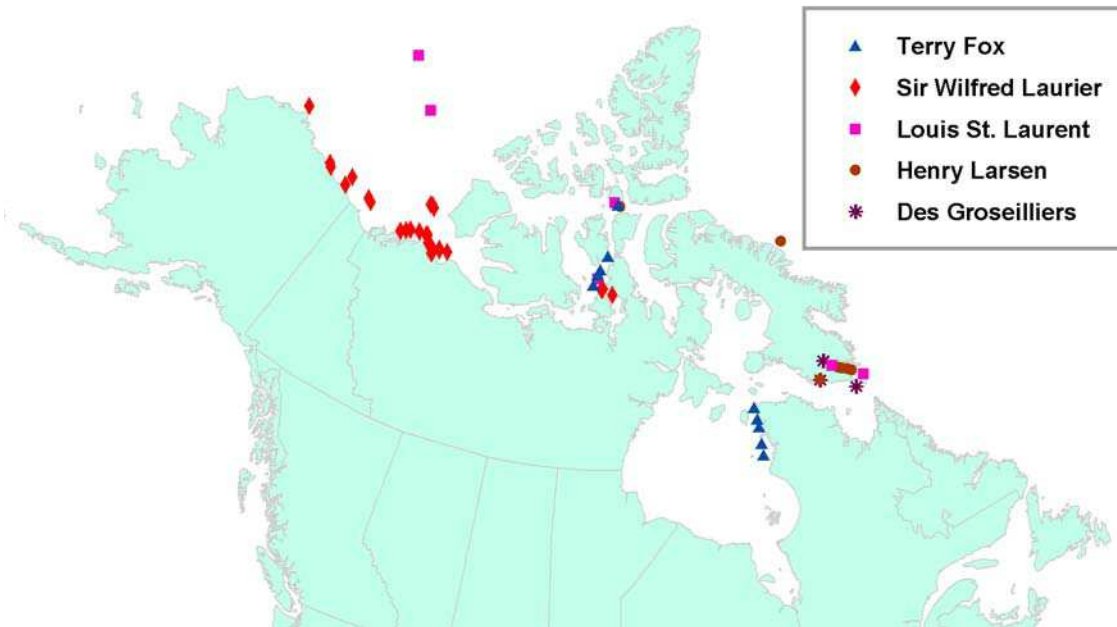 Terry Fox
Sir Wilfred Laurier
Louis St. Laurent
Henry Larsen
Des Groseilliers